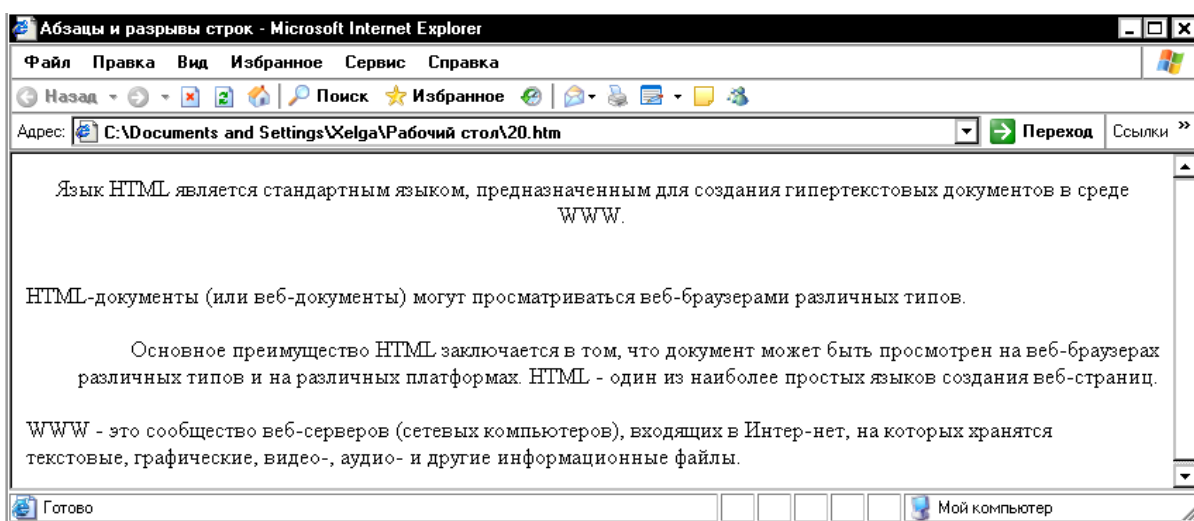 Абзацы и разрывы строк - Microsoft Internet Explorer
Файл Правка Вид Избранное Сервис Справка
Назад Поиск Избранное
Адрес: C:\Documents and Settings\Xelga\Рабочий стол\20.htm Переход Ссылки »
Язык HTML является стандартным языком, предназначенным для создания гипертекстовых документов в среде
WWW.
HTML-документы (или веб-документы) могут просматриваться веб-браузерами различных типов.
Основное преимущество HTML заключается в том, что документ может быть просмотрен на веб-браузерах
различных типов и на различных платформах. HTML - один из наиболее простых языков создания веб-страниц.
WWW - это сообщество веб-серверов (сетевых компьютеров), входящих в Интер-нет, на которых хранятся
текстовые, графические, видео-, аудио- и другие информационные файлы.
Готово Мой компьютер